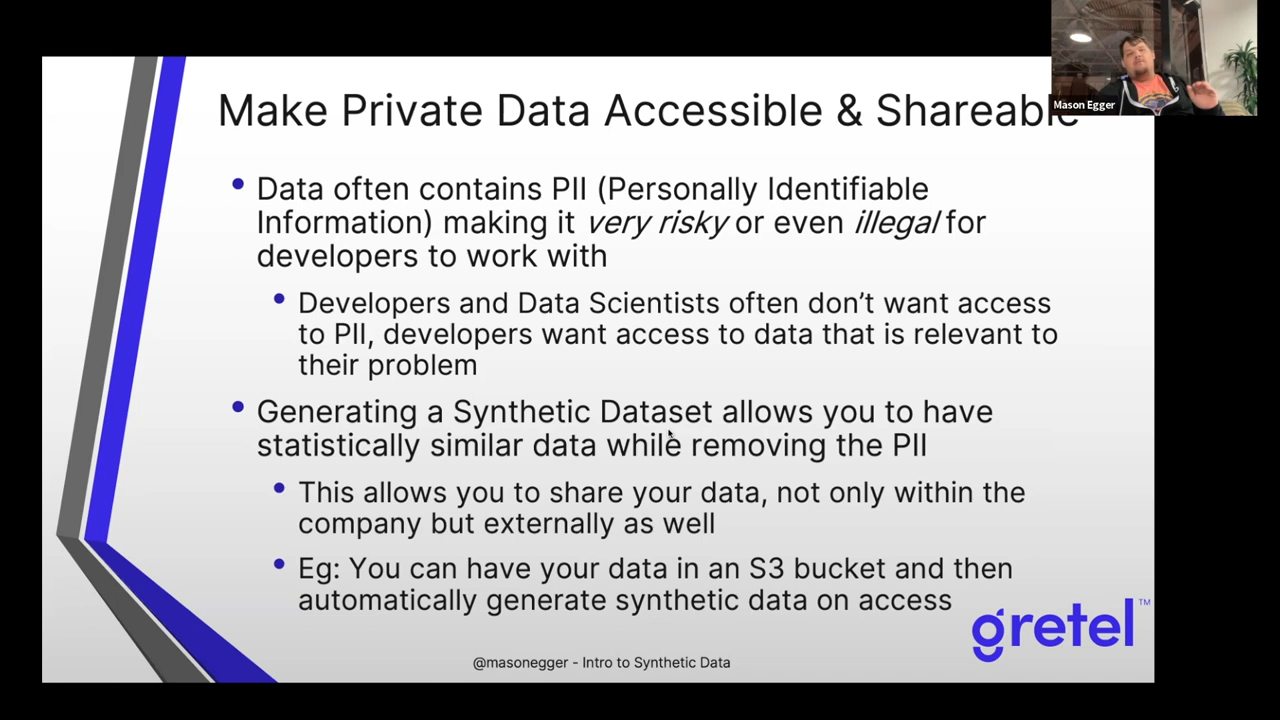 Make Private Data Accessible & Shareable
Mason Egger
• Data often contains PII (Personally Identifiable
Information) making it very risky or even illegal for
developers to work with
• Developers and Data Scientists often don’t want access
to PII, developers want access to data that is relevant to
their problem
• Generating a Synthetic Dataset allows you to have
statistically similar data while removing the PII
• This allows you to share your data, not only within the
company but externally as well
• Eg: You can have your data in an S3 bucket and then
automatically generate synthetic data on access
gretel™
@masonegger - Intro to Synthetic Data